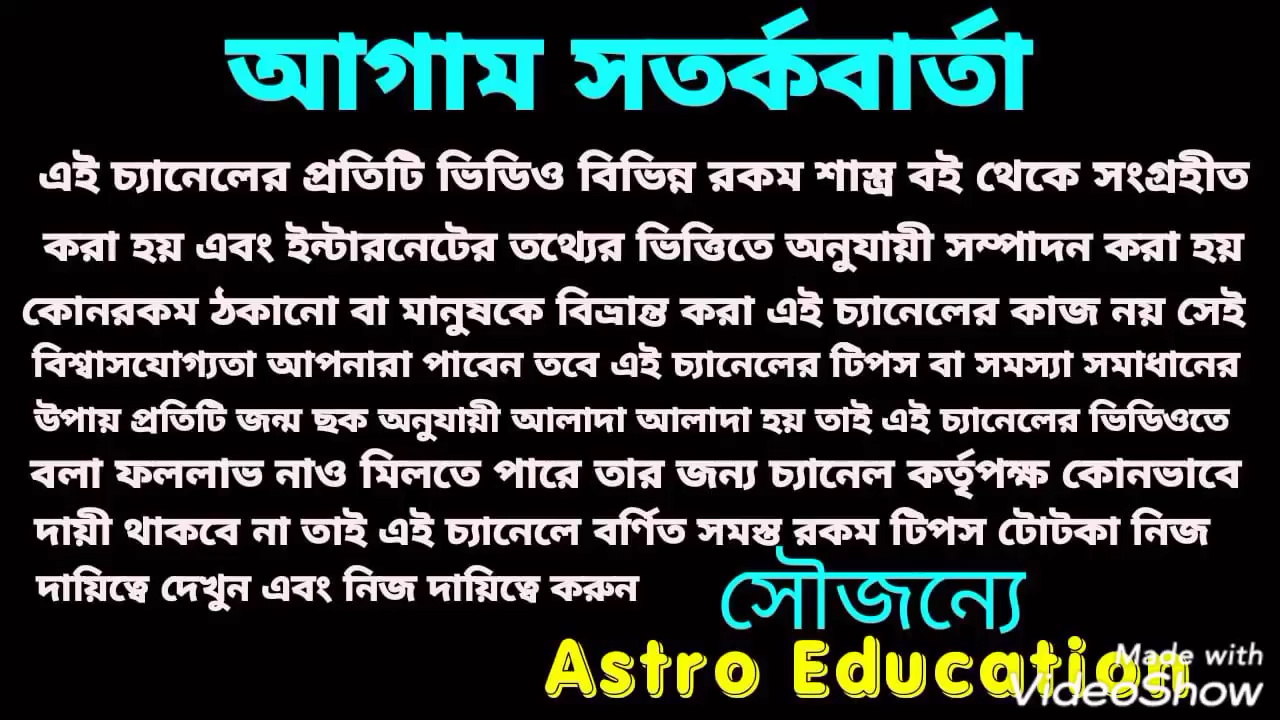 আগাম সতর্কবার্তা
এই চ্যানেলের প্রতিটি ভিডিও বিভিন্ন রকম শাস্ত্র বই থেকে সংগ্রহীত
করা হয় এবং ইন্টারনেটের তথ্যের ভিত্তিতে অনুযায়ী সম্পাদন করা হয়
কোনরকম ঠকানো বা মানুষকে বিভ্রান্ত করা এই চ্যানেলের কাজ নয় সেই
বিশ্বাসযোগ্যতা আপনারা পাবেন তবে এই চ্যানেলের টিপস বা সমস্যা সমাধানের
উপায় প্রতিটি জন্ম ছক অনুযায়ী আলাদা আলাদা হয় তাই এই চ্যানেলের ভিডিওতে
বলা ফললাভ নাও মিলতে পারে তার জন্য চ্যানেল কর্তৃপক্ষ কোনভাবে
দায়ী থাকবে না তাই এই চ্যানেলে বর্ণিত সমস্ত রকম টিপস টোটকা নিজ
দায়িত্বে দেখুন এবং নিজ দায়িত্বে করুন
সৌজন্যে
Astro Education
Made with
VideoShow